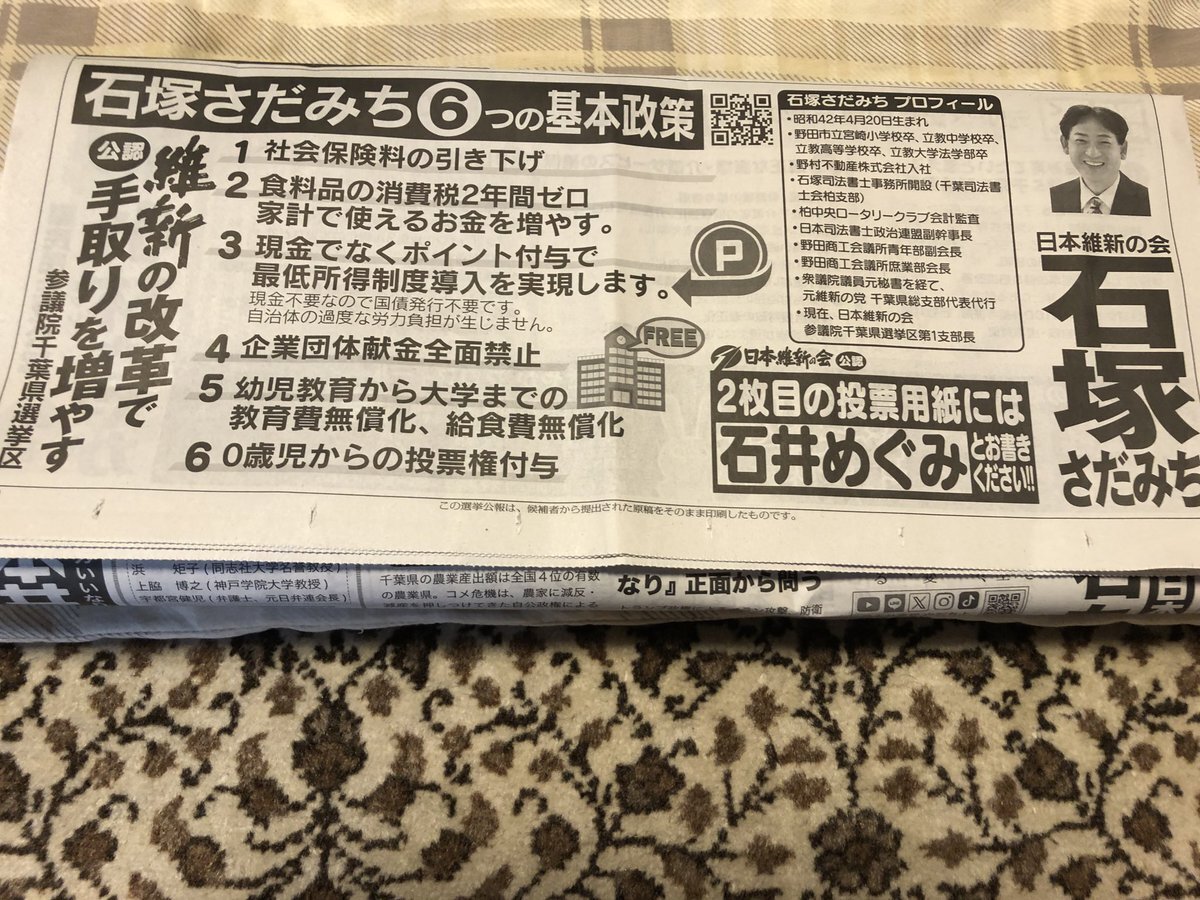 石塚さだみち6つの基本政策
公認
維新の改革で
手取りを増やす
参議院千葉県選挙区
1 社会保険料の引き下げ
2 食料品の消費税2年間ゼロ
家計で使えるお金を増やす。
3 現金でなくポイント付与で
最低所得制度導入を実現します。
現金不要なので国債発行不要です。
自治体の過度な労力負担が生じません。
P
4 企業団体献金全面禁止
FREE
5 幼児教育から大学までの
教育費無償化、給食費無償化
6 0歳児からの投票権付与
石塚さだみち プロフィール
・昭和42年4月20日生まれ
・野田市立宮崎小学校卒、立教中学校卒、
立教高等学校卒、立教大学法学部卒
・野村不動産株式会社入社
・石塚司法書士事務所開設(千葉司法書
士会柏支部)
・柏中央ロータリークラブ会計監査
・日本司法書士政治連盟副幹事長
・野田商工会議所青年部副会長
・野田商工会議所庶業部会長
・衆議院議員元秘書を経て、
元維新の党 千葉県総支部代表代行
・現在、日本維新の会
参議院千葉県選挙区第1支部長
日本維新の会 公認
2枚目の投票用紙には
石井めぐみとお書きください!!
日本維新の会
石塚
さだみち
この選挙公報は、候補者から提出された原稿をそのまま印刷したものです。
浜 矩子(同志社大学名誉教授)
上脇 博之(神戸学院大学教授)
宇都宮健児(弁護士、元日弁連会長)
千葉県の農業産出額は全国4位の有数
の農業県。コメ危機は、農家に減反・
減産を押しつけてきた自公政権による
なり』正面から問う